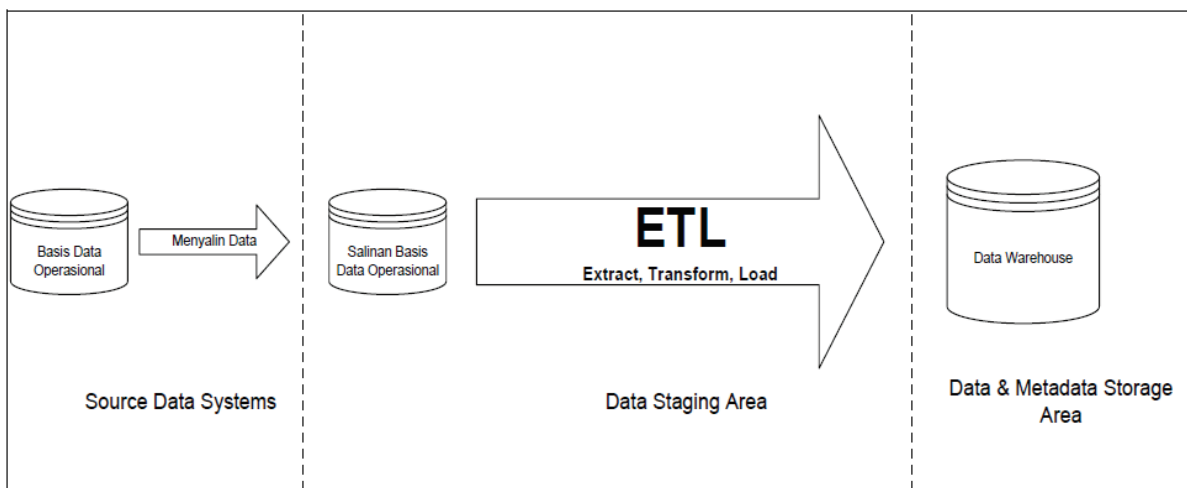 Basis Data
Operasional
Menyalin Data
Salinan Basis
Data Operasional
ETL
Extract, Transform, Load
Data Warehouse
Source Data Systems
Data Staging Area
Data & Metadata Storage
Area